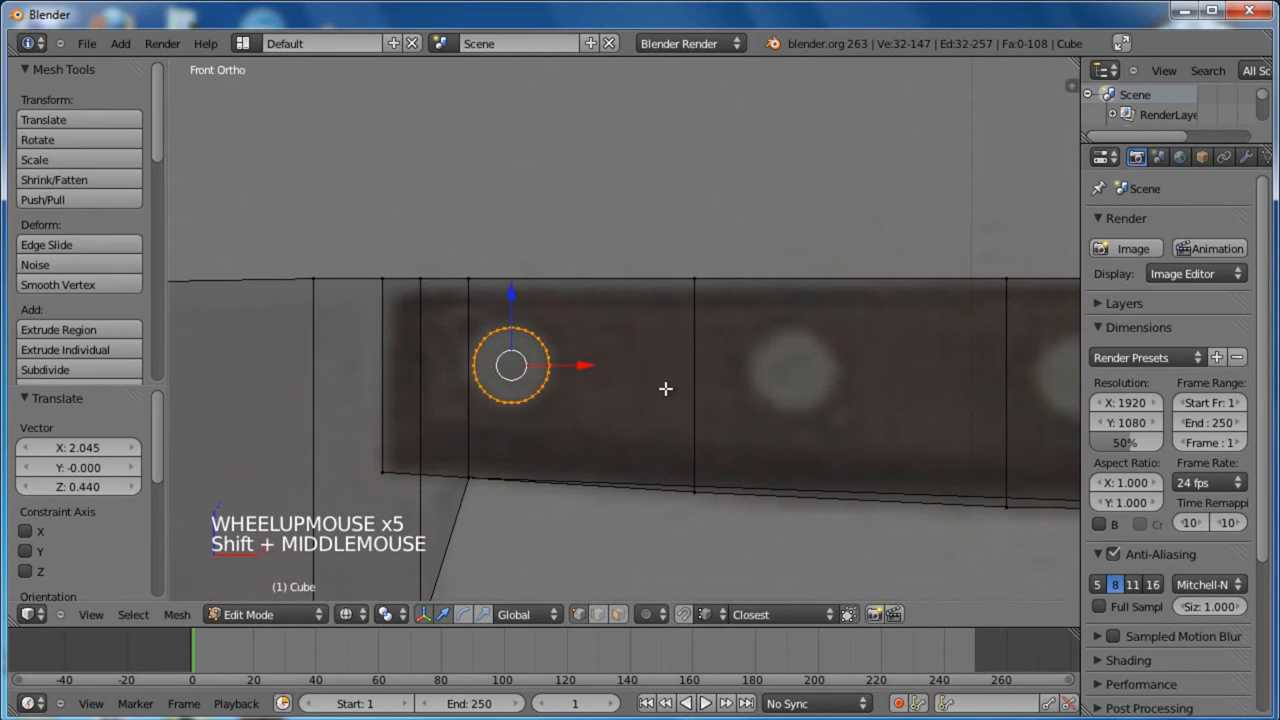 Blender
File Add Render Help Default Scene Blender Render blender.org 263 | Ve:32-147 | Ed:32-257 | Fa:0-108 | Cube
Mesh Tools
Transform:
Translate
Rotate
Scale
Shrink/Fatten
Push/Pull
Deform:
Edge Slide
Noise
Smooth Vertex
Add:
Extrude Region
Extrude Individual
Subdivide
Translate
Vector
X: 2.045
Y: -0.000
Z: 0.440
Constraint Axis
X
Y
Z
Orientation
Front Ortho
WHEELUPMOUSE x5
Shift + MIDDLEMOUSE
(1) Cube
View Select Mesh Edit Mode Global Closest
-40 -20 0 20 40 60 80 100 120 140 160 180 200 220 240 260
View Marker Frame Playback Start: 1 End: 250 1 No Sync
View Search All Sc
Scene
RenderLaye
Scene
Render
Image Animation
Display: Image Editor
Layers
Dimensions
Render Presets
Resolution: Frame Range:
X: 1920 Start Fr: 1
Y: 1080 End : 250
50% Frame : 1
Aspect Ratio: Frame Rate:
X: 1.000 24 fps
Y: 1.000 Time Remappi
B Cr 10 10
Anti-Aliasing
5 8 11 16 Mitchell-N
Full Sampl Siz: 1.000
Sampled Motion Blur
Shading
Performance
Post Processing